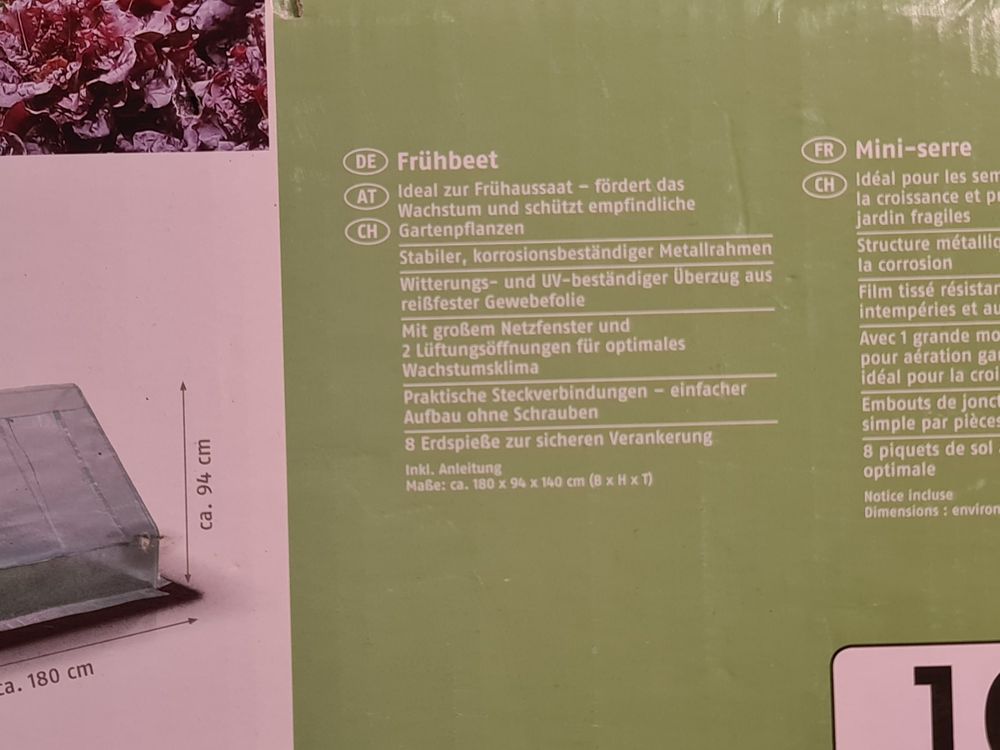 DE Frühbeet
AT Ideal zur Frühaussaat – fördert das
Wachstum und schützt empfindliche
CH Gartenpflanzen
Stabiler, korrosionsbeständiger Metallrahmen
Witterungs- und UV-beständiger Überzug aus
reißfester Gewebefolie
Mit großem Netzfenster und
2 Lüftungsöffnungen für optimales
Wachstumsklima
Praktische Steckverbindungen – einfacher
Aufbau ohne Schrauben
8 Erdspieße zur sicheren Verankerung
Inkl. Anleitung
Maße: ca. 180 x 94 x 140 cm (B x H x T)
FR Mini-serre
CH Idéal pour les
la croissance et
jardin fragiles
Structure
la corrosion
Film tissé
intempéries et
Avec 1 grande
pour aération
idéal pour la
Embouts de
simple par pièces
8 piquets de sol
optimale
Notice incluse
Dimensions :
ca. 94 cm
ca. 180 cm